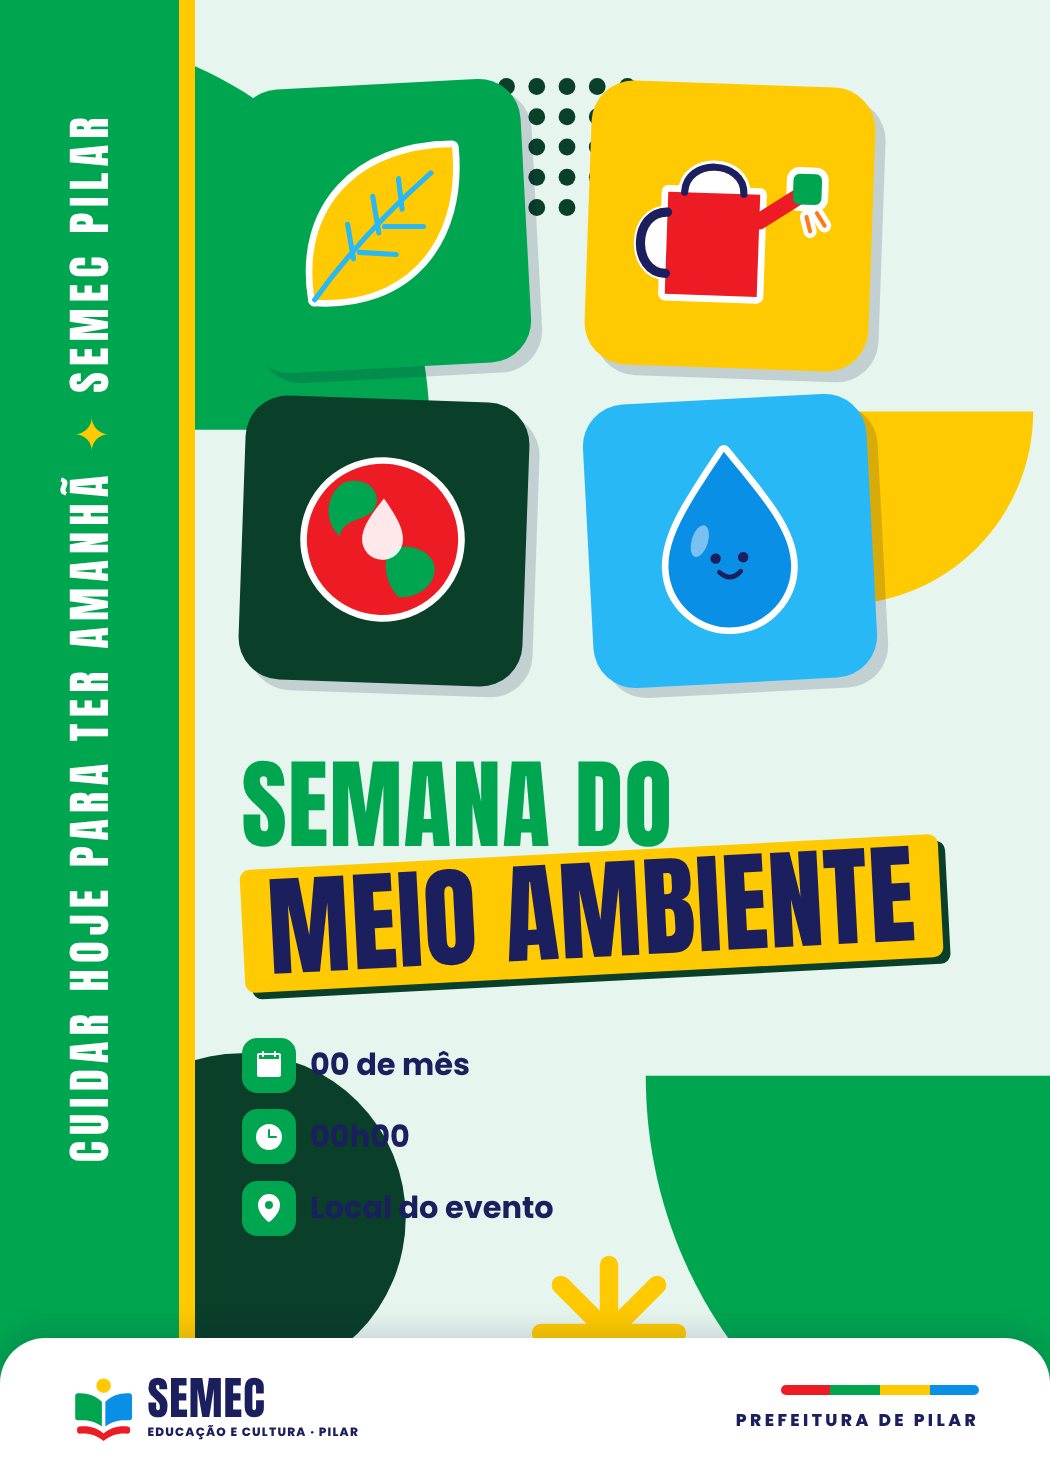 CUIDAR HOJE PARA TER AMANHÃ ✦ SEMEC PILAR
SEMANA DO
MEIO AMBIENTE
00 de mês
00h00
Local do evento
SEMEC
EDUCAÇÃO E CULTURA · PILAR
PREFEITURA DE PILAR